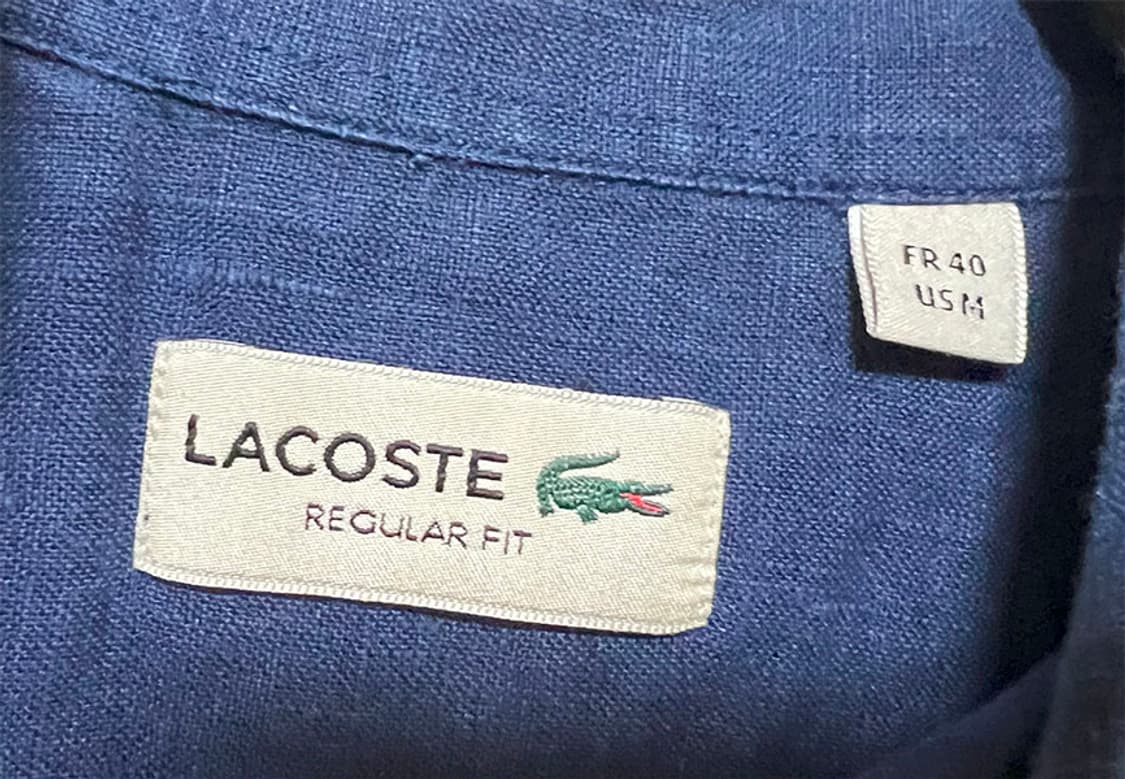 FR 40
US M
LACOSTE
REGULAR FIT